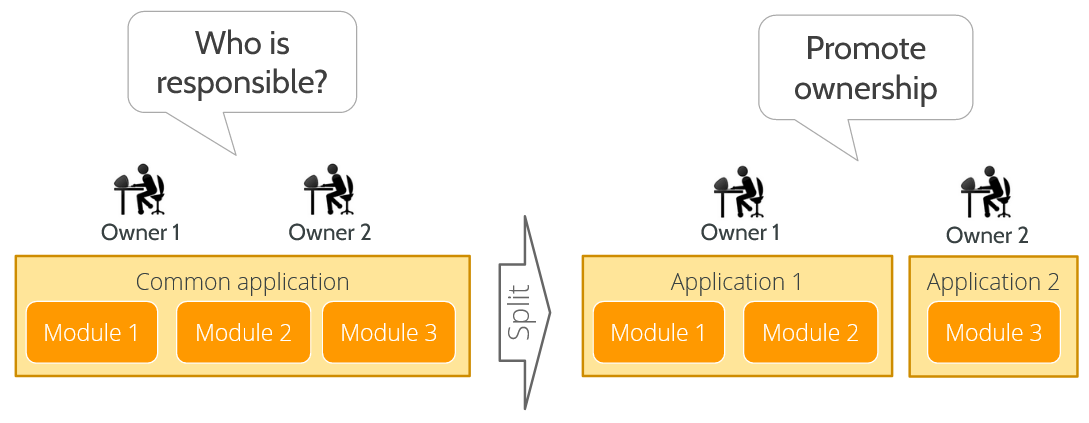 Who is
responsible?
Promote
ownership
Owner 1
Owner 2
Owner 1
Owner 2
Common application
Module 1
Module 2
Module 3
Split
Application 1
Module 1
Module 2
Application 2
Module 3